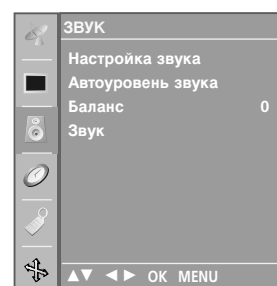 ЗВУК
Настройка звука
Автоуровень звука
Баланс 0
Звук
▲▼ ◄► OK MENU